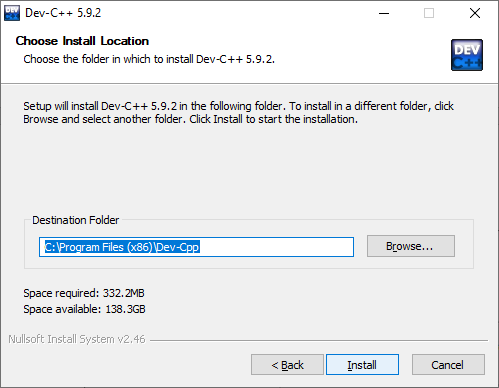 Dev-C++ 5.9.2
Choose Install Location
Choose the folder in which to install Dev-C++ 5.9.2.
DEV
C++
Setup will install Dev-C++ 5.9.2 in the following folder. To install in a different folder, click
Browse and select another folder. Click Install to start the installation.
Destination Folder
C:\Program Files (x86)\Dev-Cpp
Browse...
Space required: 332.2MB
Space available: 138.3GB
Nullsoft Install System v2.46
< Back
Install
Cancel